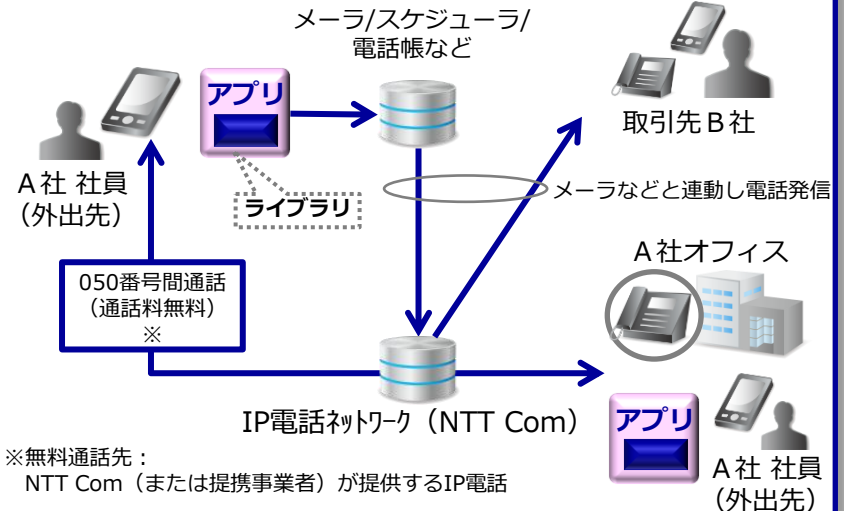 メーラ/スケジューラ/
電話帳など
アプリ
取引先B社
A社 社員
(外出先)
ライブラリ
メーラなどと連動し電話発信
A社オフィス
050番号間通話
(通話料無料)
※
IP電話ネットワーク(NTT Com)
アプリ
※無料通話先:
NTT Com(または提携事業者)が提供するIP電話
A社 社員
(外出先)